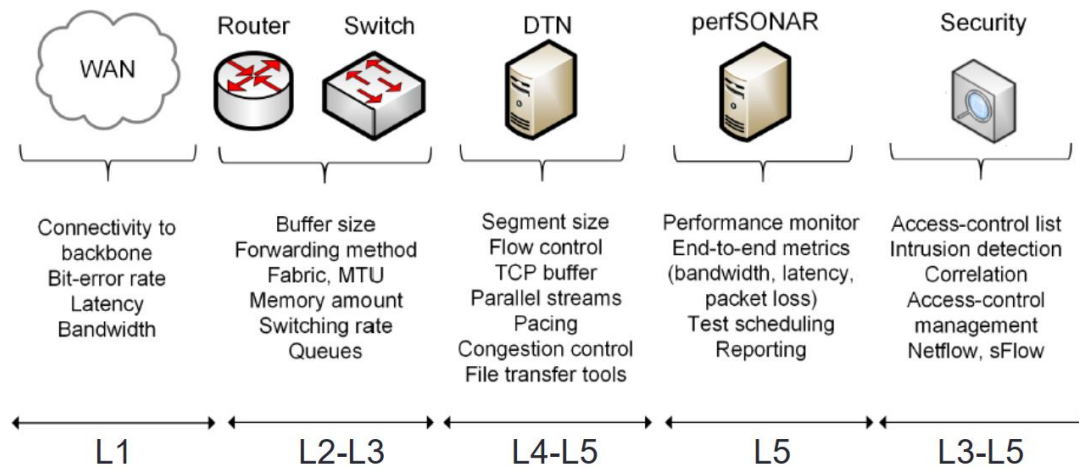 WAN
Router
Switch
DTN
perfSONAR
Security
Connectivity to
backbone
Bit-error rate
Latency
Bandwidth
Buffer size
Forwarding method
Fabric, MTU
Memory amount
Switching rate
Queues
Segment size
Flow control
TCP buffer
Parallel streams
Pacing
Congestion control
File transfer tools
Performance monitor
End-to-end metrics
(bandwidth, latency,
packet loss)
Test scheduling
Reporting
Access-control list
Intrusion detection
Correlation
Access-control
management
Netflow, sFlow
L1
L2-L3
L4-L5
L5
L3-L5